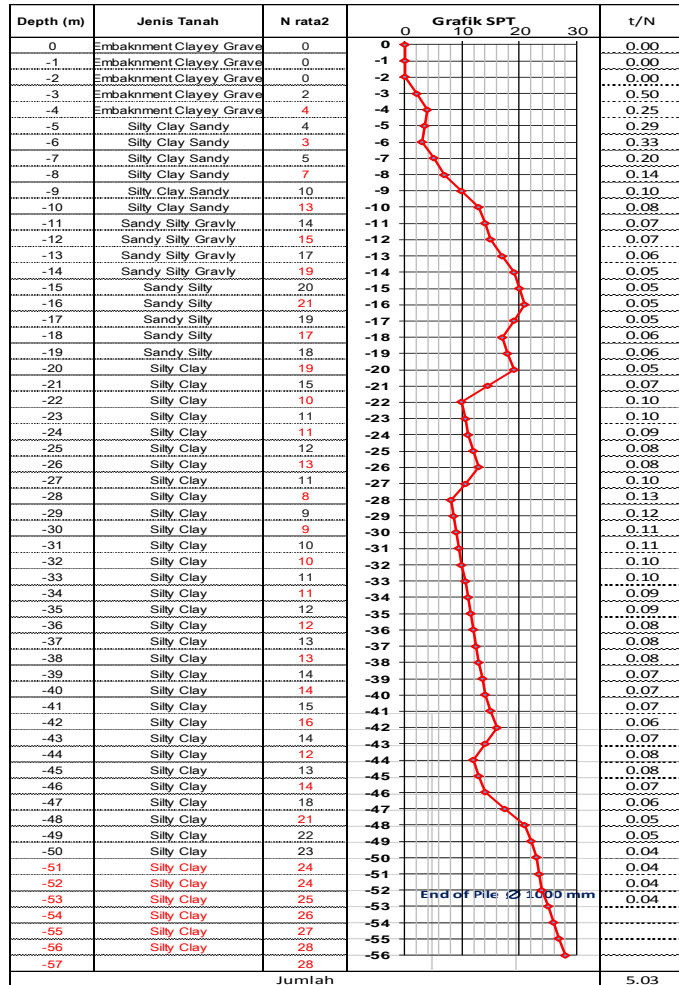 Depth (m) Jenis Tanah N rata2 Grafik SPT t/N
0 10 20 30
0 Embaknment Clayey Grave 0 0 0.00
-1 Embaknment Clayey Grave 0 -1 0.00
-2 Embaknment Clayey Grave 0 -2 0.00
-3 Embaknment Clayey Grave 2 -3 0.50
-4 Embaknment Clayey Grave 4 -4 0.25
-5 Silty Clay Sandy 4 -5 0.29
-6 Silty Clay Sandy 3 -6 0.33
-7 Silty Clay Sandy 5 -7 0.20
-8 Silty Clay Sandy 7 -8 0.14
-9 Silty Clay Sandy 10 -9 0.10
-10 Silty Clay Sandy 13 -10 0.08
-11 Sandy Silty Gravly 14 -11 0.07
-12 Sandy Silty Gravly 15 -12 0.07
-13 Sandy Silty Gravly 17 -13 0.06
-14 Sandy Silty Gravly 19 -14 0.05
-15 Sandy Silty 20 -15 0.05
-16 Sandy Silty 21 -16 0.05
-17 Sandy Silty 19 -17 0.05
-18 Sandy Silty 17 -18 0.06
-19 Sandy Silty 18 -19 0.06
-20 Silty Clay 19 -20 0.05
-21 Silty Clay 15 -21 0.07
-22 Silty Clay 10 -22 0.10
-23 Silty Clay 11 -23 0.10
-24 Silty Clay 11 -24 0.09
-25 Silty Clay 12 -25 0.08
-26 Silty Clay 13 -26 0.08
-27 Silty Clay 11 -27 0.10
-28 Silty Clay 8 -28 0.13
-29 Silty Clay 9 -29 0.12
-30 Silty Clay 9 -30 0.11
-31 Silty Clay 10 -31 0.11
-32 Silty Clay 10 -32 0.10
-33 Silty Clay 11 -33 0.10
-34 Silty Clay 11 -34 0.09
-35 Silty Clay 12 -35 0.09
-36 Silty Clay 12 -36 0.08
-37 Silty Clay 13 -37 0.08
-38 Silty Clay 13 -38 0.08
-39 Silty Clay 14 -39 0.07
-40 Silty Clay 14 -40 0.07
-41 Silty Clay 15 -41 0.07
-42 Silty Clay 16 -42 0.06
-43 Silty Clay 14 -43 0.07
-44 Silty Clay 12 -44 0.08
-45 Silty Clay 13 -45 0.08
-46 Silty Clay 14 -46 0.07
-47 Silty Clay 18 -47 0.06
-48 Silty Clay 21 -48 0.05
-49 Silty Clay 22 -49 0.05
-50 Silty Clay 23 -50 0.04
-51 Silty Clay 24 -51 0.04
-52 Silty Clay 24 -52 0.04
-53 Silty Clay 25 End of Pile Ø 1000 mm -53 0.04
-54 Silty Clay 26 -54
-55 Silty Clay 27 -55
-56 Silty Clay 28 -56
-57 28
Jumlah 5.03